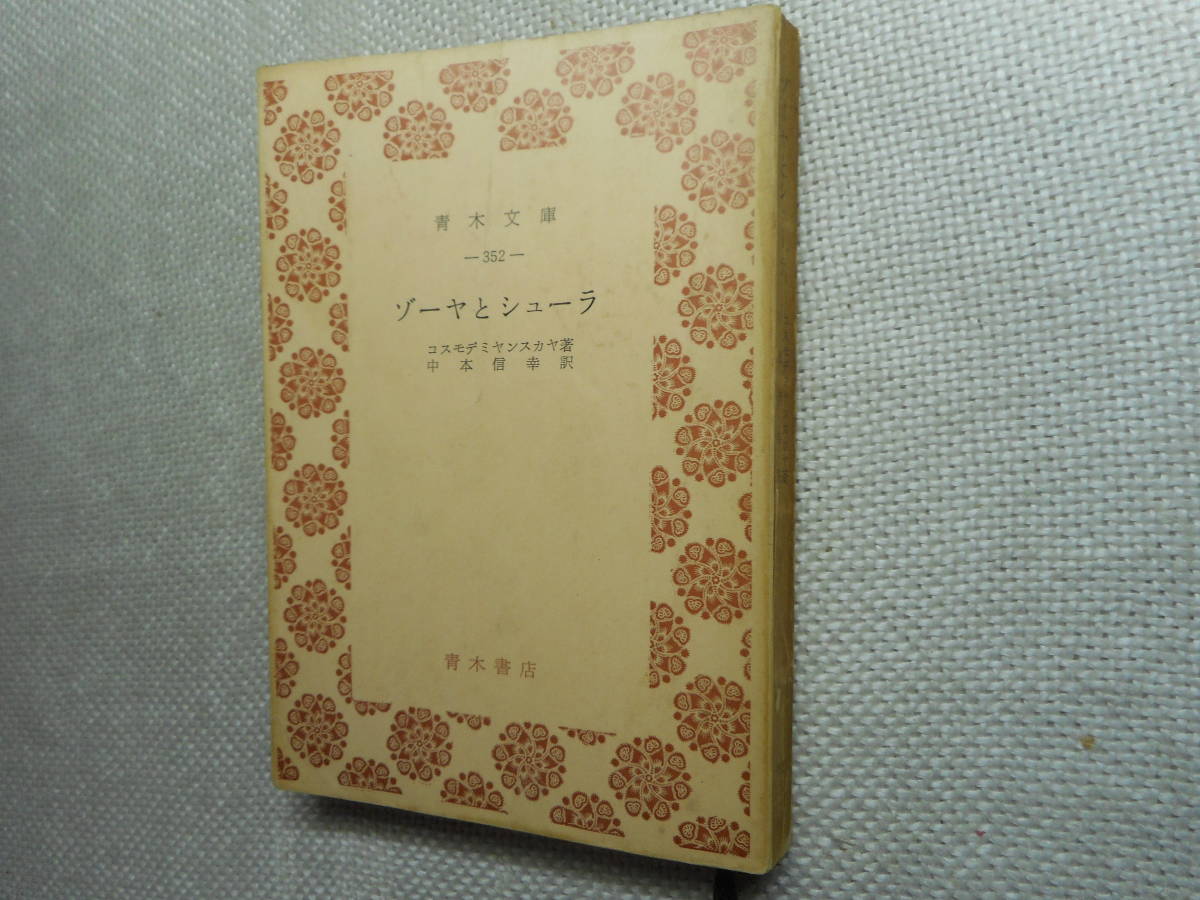 青木文庫
―352―
ゾーヤとシューラ
コスモデミヤンスカヤ著
中本信幸訳
青木書店